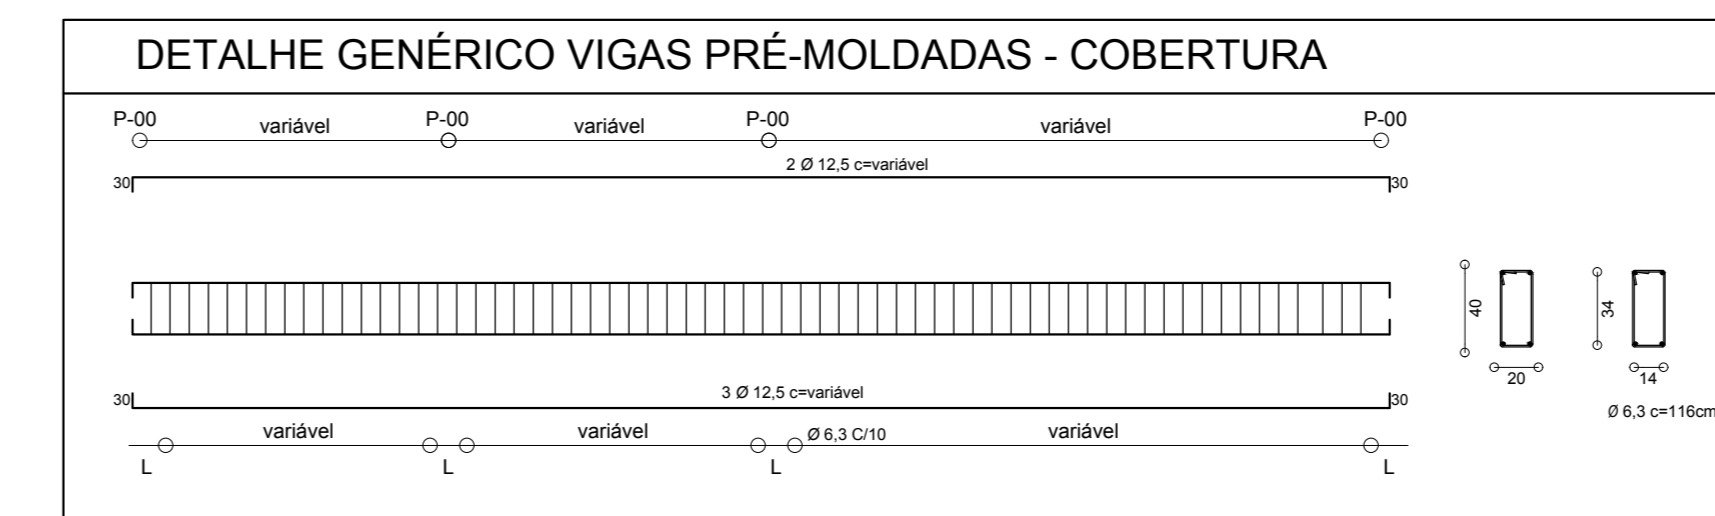 DETALHE GENÉRICO VIGAS PRÉ-MOLDADAS - COBERTURA
P-00 variável P-00 variável P-00 variável P-00
2 Ø 12,5 c=variável
30 30
40 34
20 14
3 Ø 12,5 c=variável
30 30
Ø 6,3 c=116cm
variável variável Ø 6,3 C/10 variável
L L L L